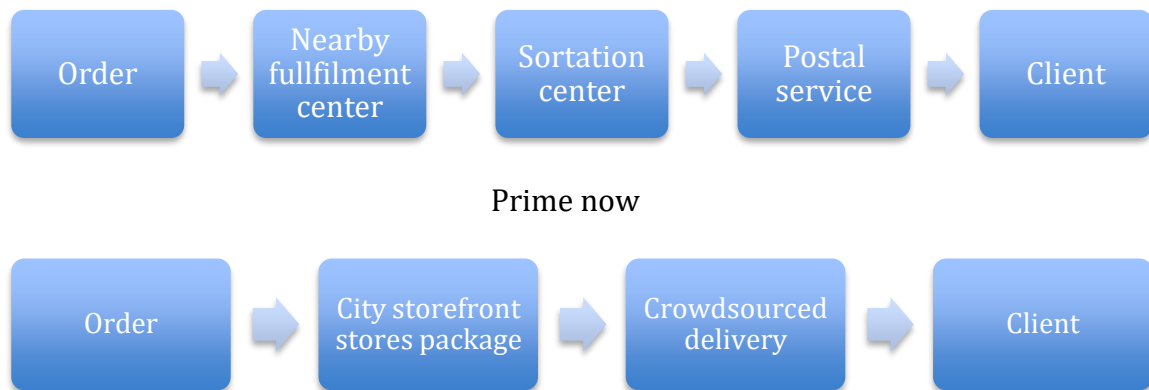 Order
Nearby
fullfilment
center
Sortation
center
Postal
service
Client
Prime now
Order
City storefront
stores package
Crowdsourced
delivery
Client